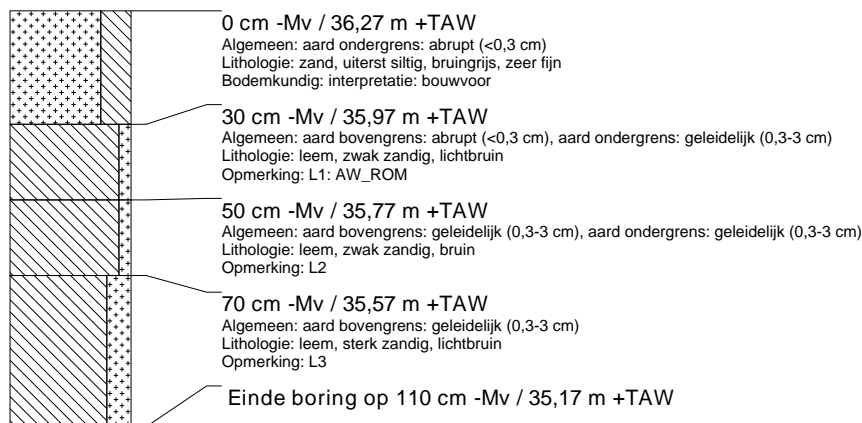 0 cm -Mv / 36,27 m +TAW
Algemeen: aard ondergrens: abrupt (<0,3 cm)
Lithologie: zand, uiterst siltig, bruingrijs, zeer fijn
Bodemkundig: interpretatie: bouwvoor
30 cm -Mv / 35,97 m +TAW
Algemeen: aard bovengrens: abrupt (<0,3 cm), aard ondergrens: geleidelijk (0,3-3 cm)
Lithologie: leem, zwak zandig, lichtbruin
Opmerking: L1: AW_ROM
50 cm -Mv / 35,77 m +TAW
Algemeen: aard bovengrens: geleidelijk (0,3-3 cm), aard ondergrens: geleidelijk (0,3-3 cm)
Lithologie: leem, zwak zandig, bruin
Opmerking: L2
70 cm -Mv / 35,57 m +TAW
Algemeen: aard bovengrens: geleidelijk (0,3-3 cm)
Lithologie: leem, sterk zandig, lichtbruin
Opmerking: L3
Einde boring op 110 cm -Mv / 35,17 m +TAW